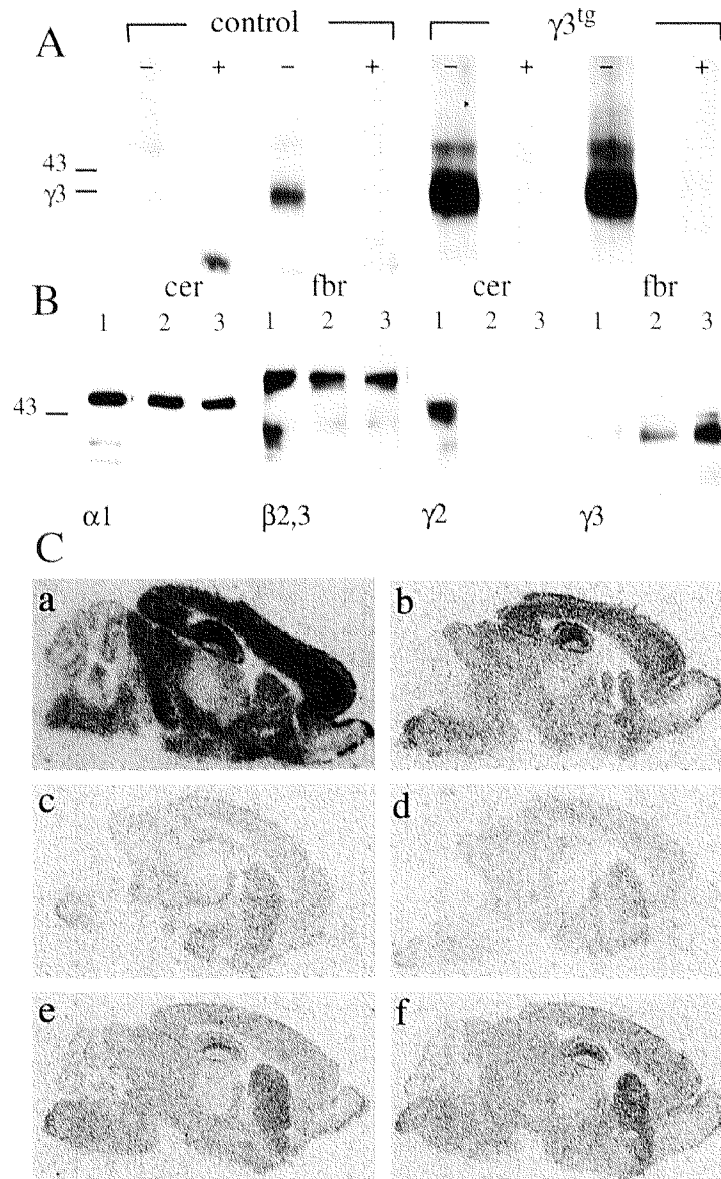 control γ3tg
A
− + − + − + − +
43
γ3
cer fbr cer fbr
B
1 2 3 1 2 3 1 2 3 1 2 3
43
α1 β2,3 γ2 γ3
C
a b
c d
e f